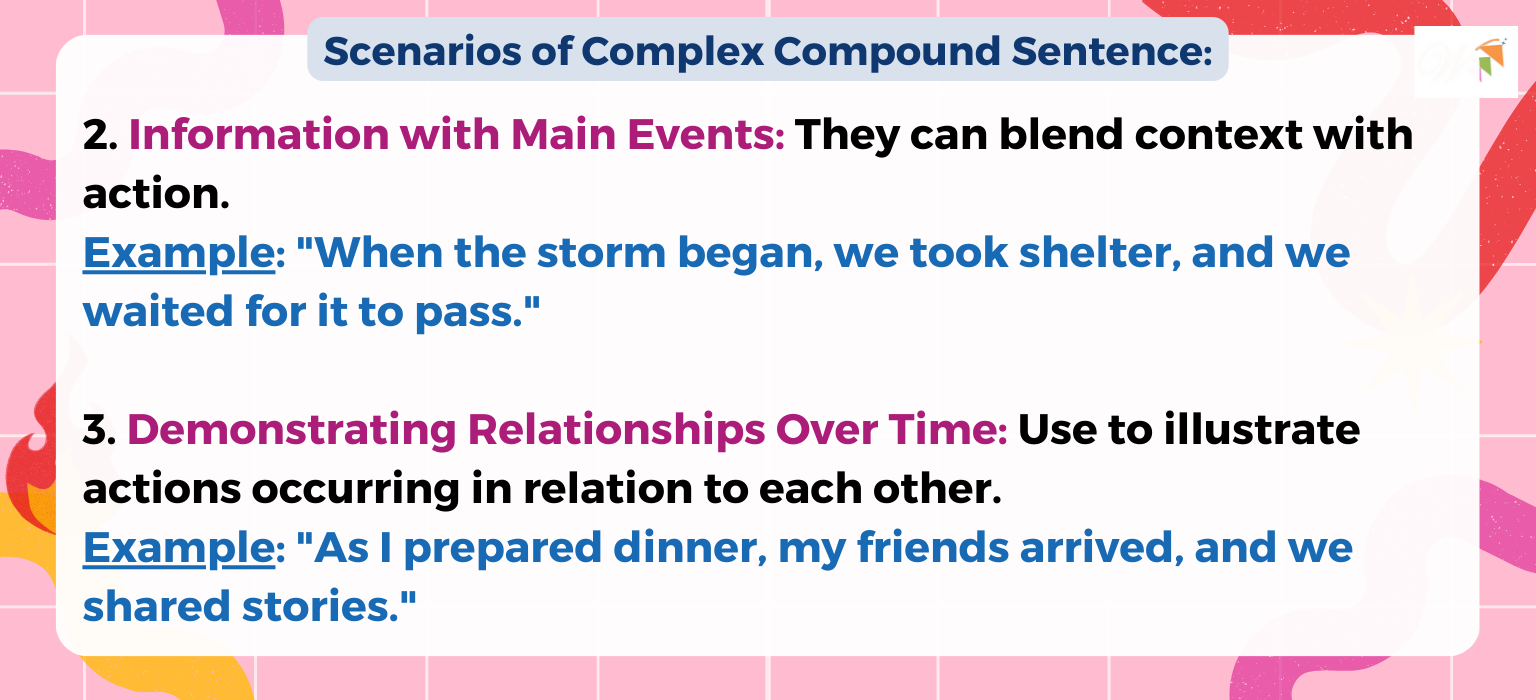 Scenarios of Complex Compound Sentence:
2. Information with Main Events: They can blend context with
action.
Example: "When the storm began, we took shelter, and we
waited for it to pass."
3. Demonstrating Relationships Over Time: Use to illustrate
actions occurring in relation to each other.
Example: "As I prepared dinner, my friends arrived, and we
shared stories."